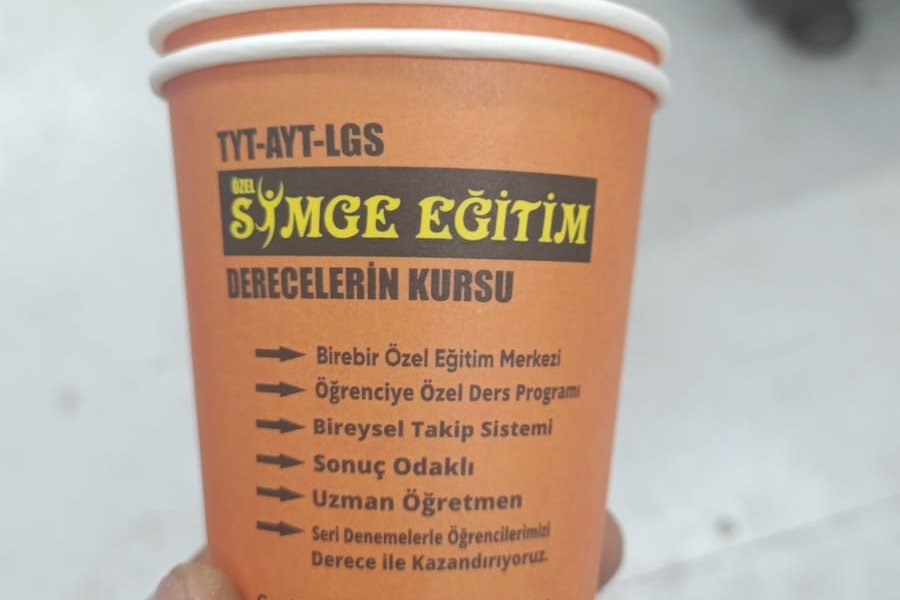 TYT-AYT-LGS
ÖZEL
SİMGE EĞİTİM
DERECELERİN KURSU
Birebir Özel Eğitim Merkezi
Öğrenciye Özel Ders Programı
Bireysel Takip Sistemi
Sonuç Odaklı
Uzman Öğretmen
Seri Denemelerle Öğrencilerimizi
Derece ile Kazandırıyoruz.